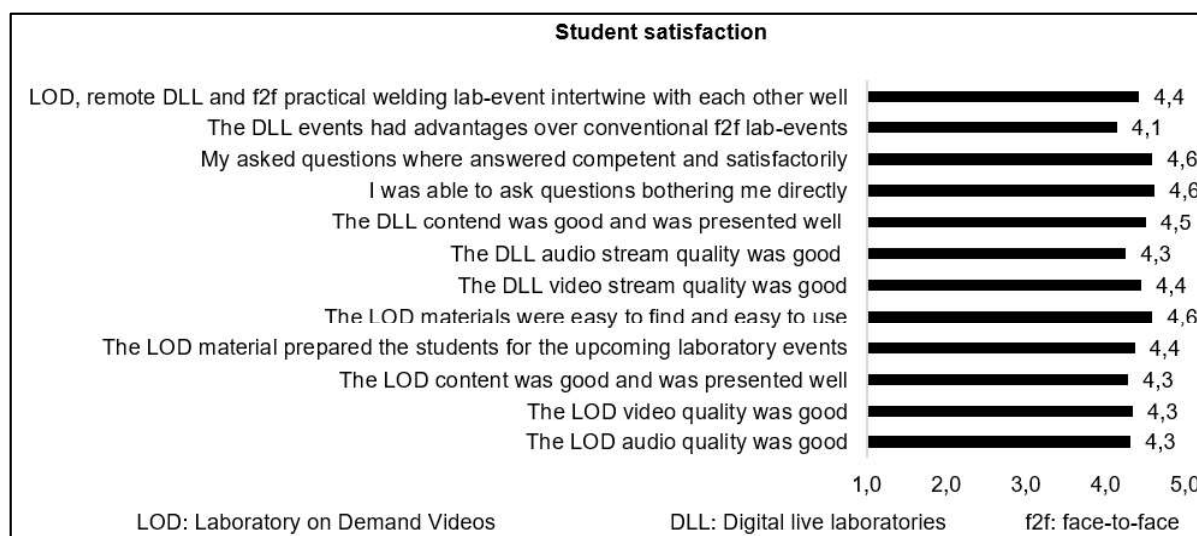 Student satisfaction
LOD, remote DLL and f2f practical welding lab-event intertwine with each other well 4,4
The DLL events had advantages over conventional f2f lab-events 4,1
My asked questions where answered competent and satisfactorily 4,6
I was able to ask questions bothering me directly 4,6
The DLL contend was good and was presented well 4,5
The DLL audio stream quality was good 4,3
The DLL video stream quality was good 4,4
The LOD materials were easy to find and easy to use 4,6
The LOD material prepared the students for the upcoming laboratory events 4,4
The LOD content was good and was presented well 4,3
The LOD video quality was good 4,3
The LOD audio quality was good 4,3
1,0 2,0 3,0 4,0 5,0
LOD: Laboratory on Demand Videos DLL: Digital live laboratories f2f: face-to-face